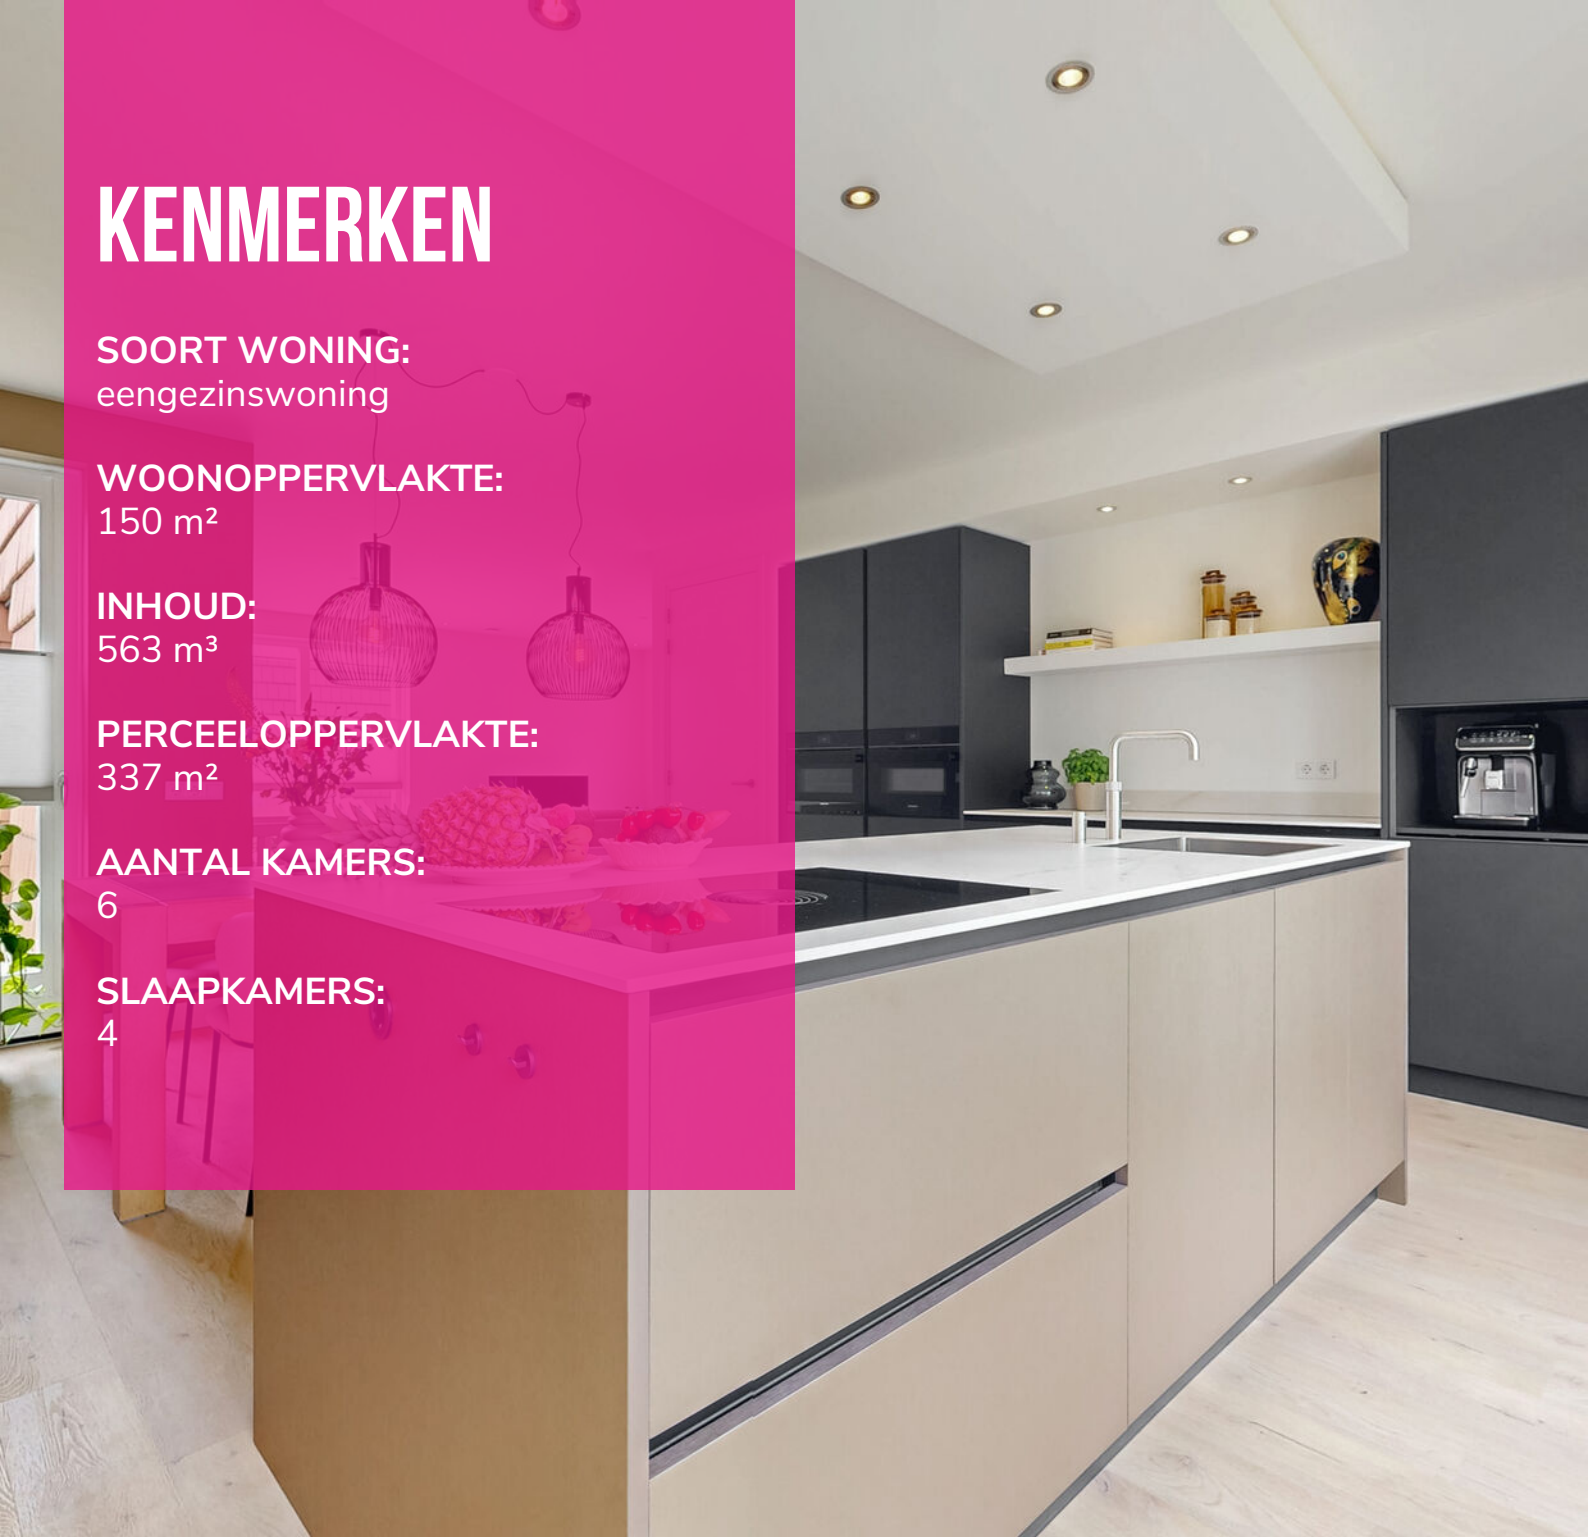 KENMERKEN
SOORT WONING:
eengezinswoning
WOONOPPERVLAKTE:
150 m²
INHOUD:
563 m³
PERCEELOPPERVLAKTE:
337 m²
AANTAL KAMERS:
6
SLAAPKAMERS:
4